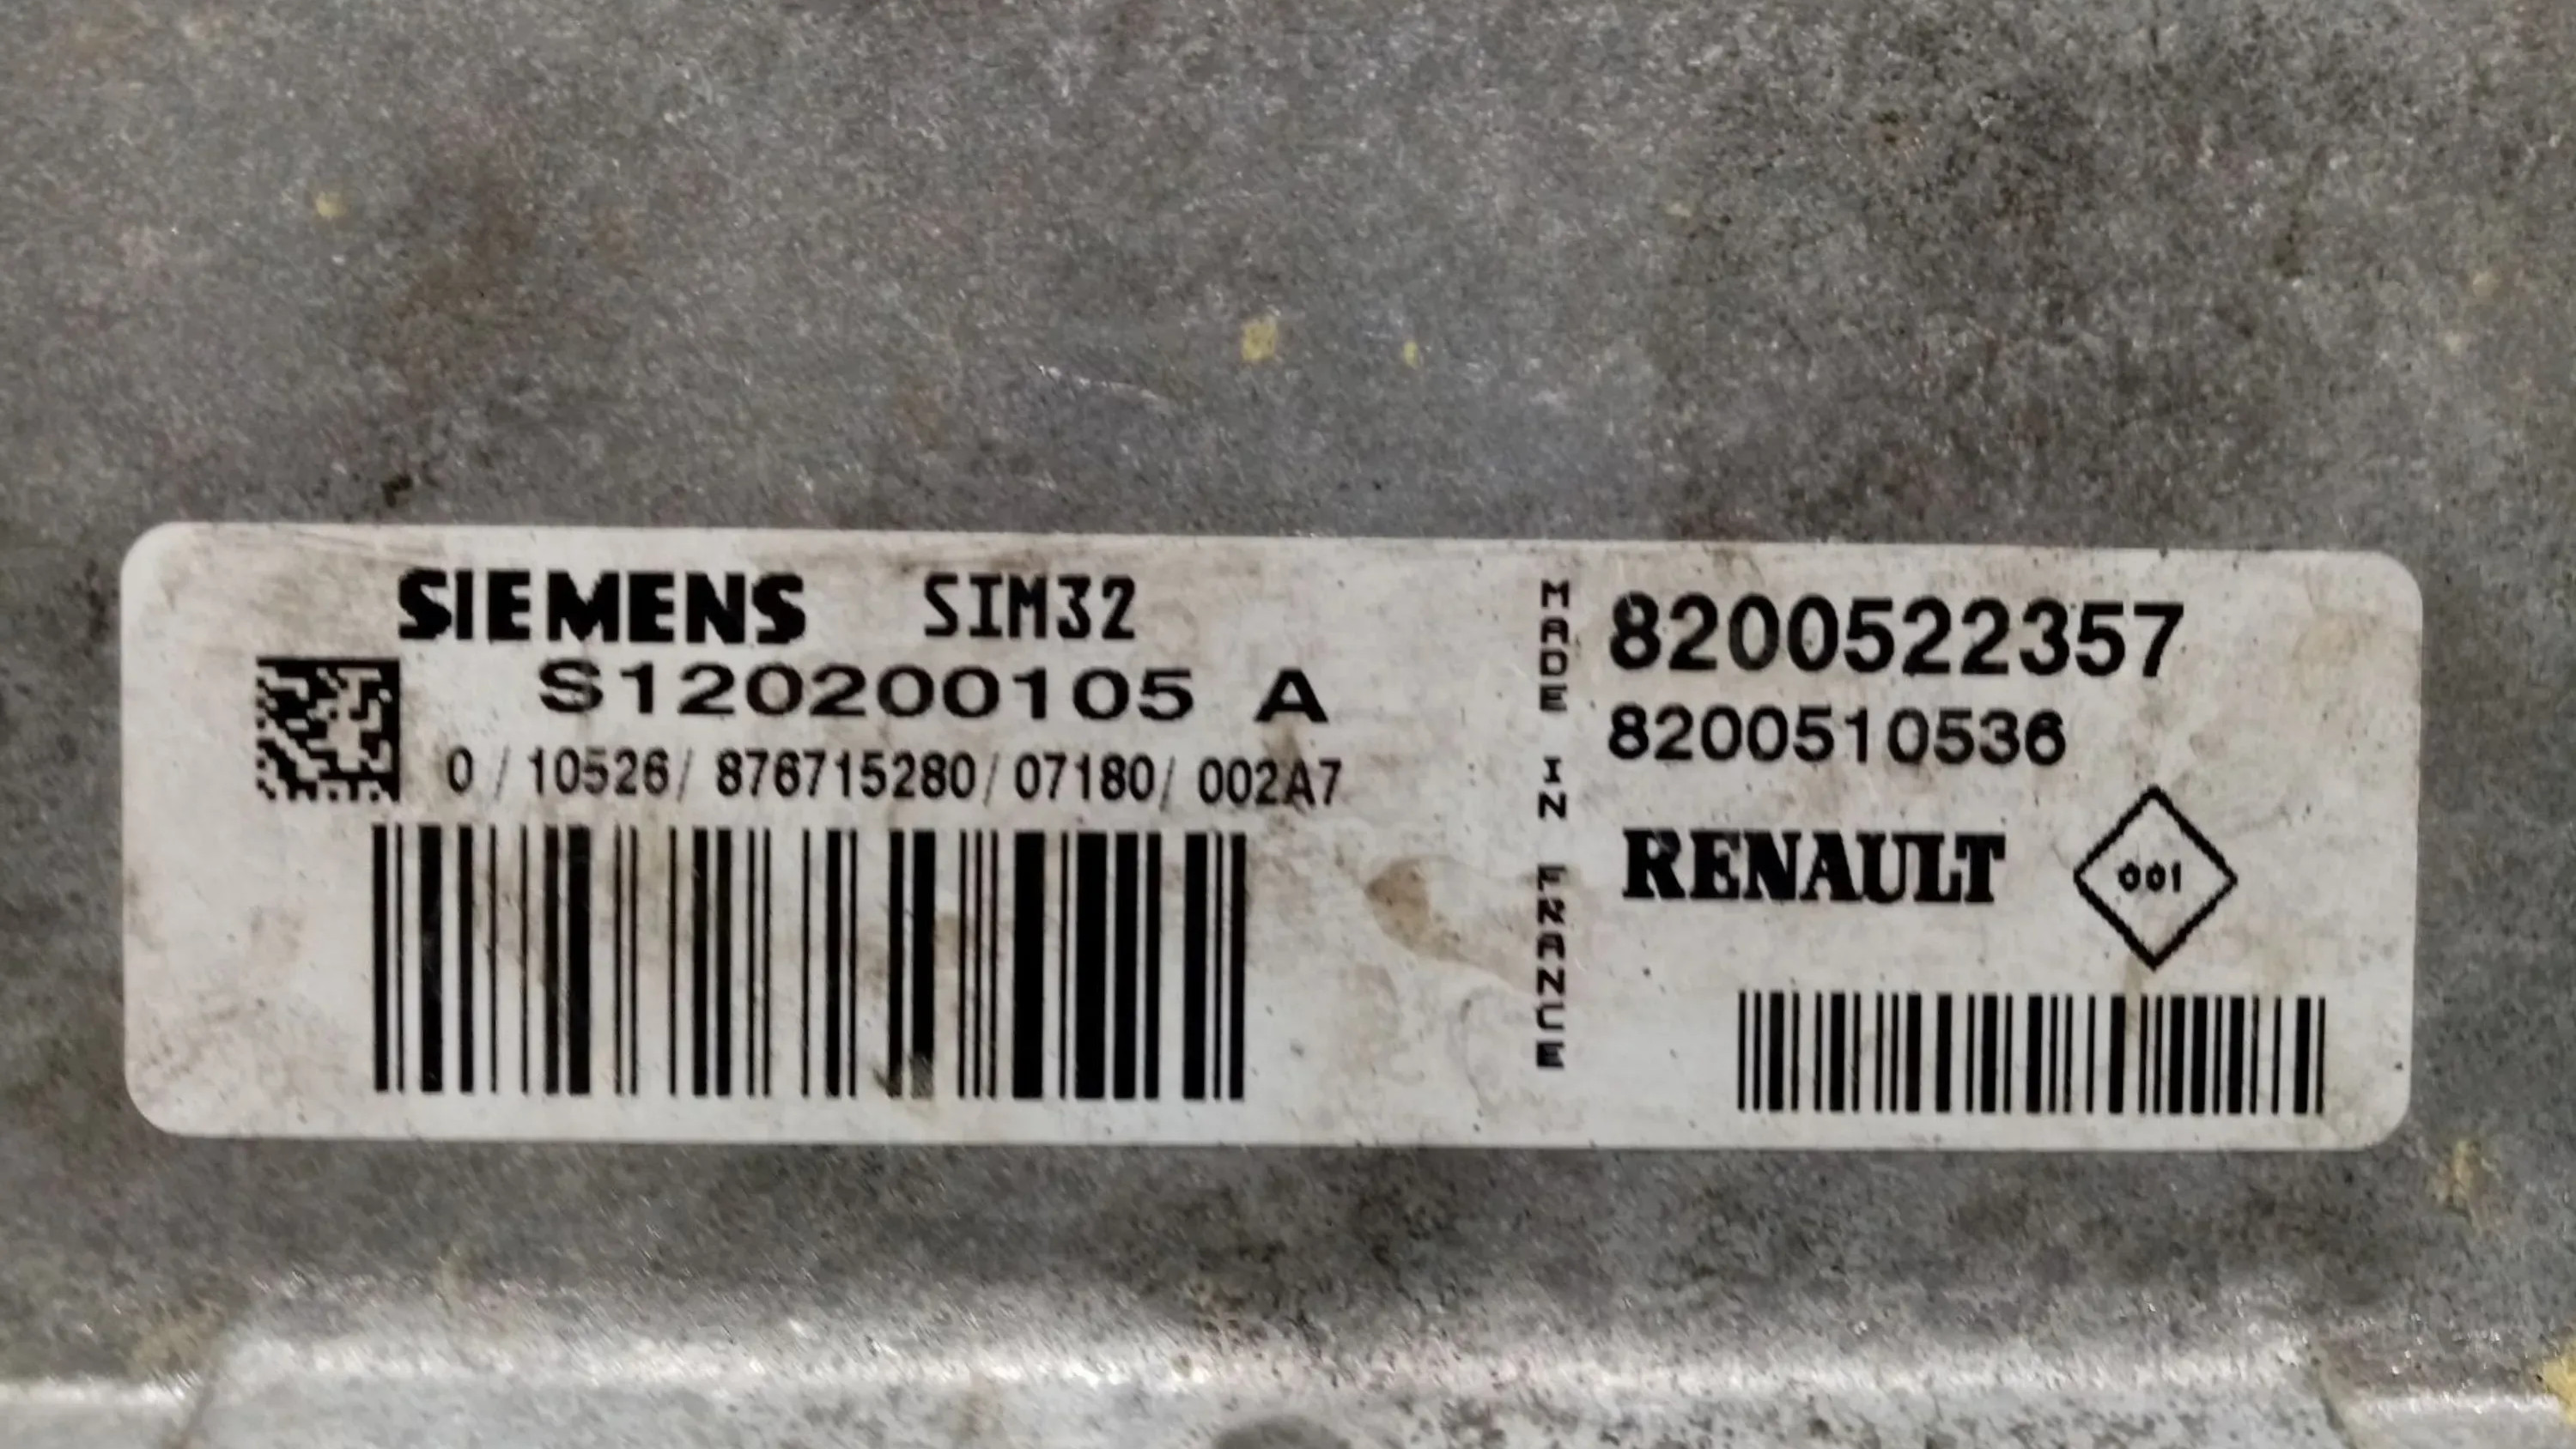 SIEMENS SIM32
S120200105 A
0 / 10526 / 876715280 / 07180 / 002A7
MADE IN FRANCE
8200522357
8200510536
RENAULT 001